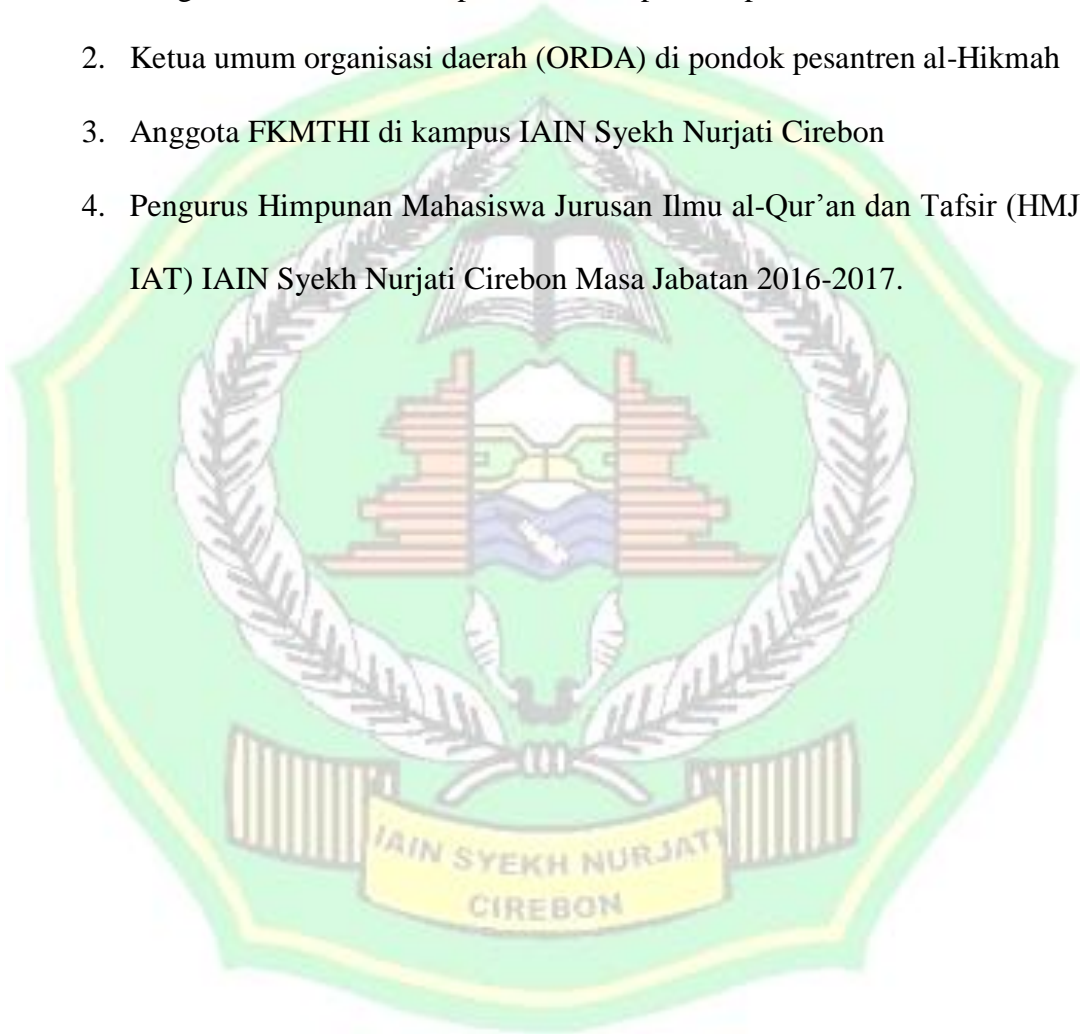 2. Ketua umum organisasi daerah (ORDA) di pondok pesantren al-Hikmah
3. Anggota FKMTHI di kampus IAIN Syekh Nurjati Cirebon
4. Pengurus Himpunan Mahasiswa Jurusan Ilmu al-Qur’an dan Tafsir (HMJ
IAT) IAIN Syekh Nurjati Cirebon Masa Jabatan 2016-2017.
IAIN SYEKH NURJATI
CIREBON